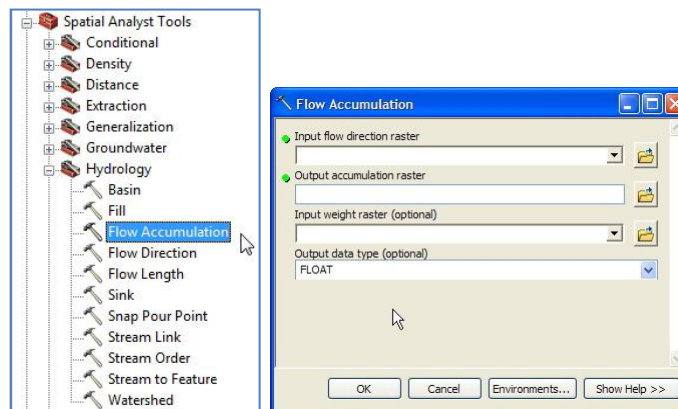 Spatial Analyst Tools
Conditional
Density
Distance
Extraction
Generalization
Groundwater
Hydrology
Basin
Fill
Flow Accumulation
Flow Direction
Flow Length
Sink
Snap Pour Point
Stream Link
Stream Order
Stream to Feature
Watershed
Flow Accumulation
Input flow direction raster
Output accumulation raster
Input weight raster (optional)
Output data type (optional)
FLOAT
OK Cancel Environments... Show Help >>